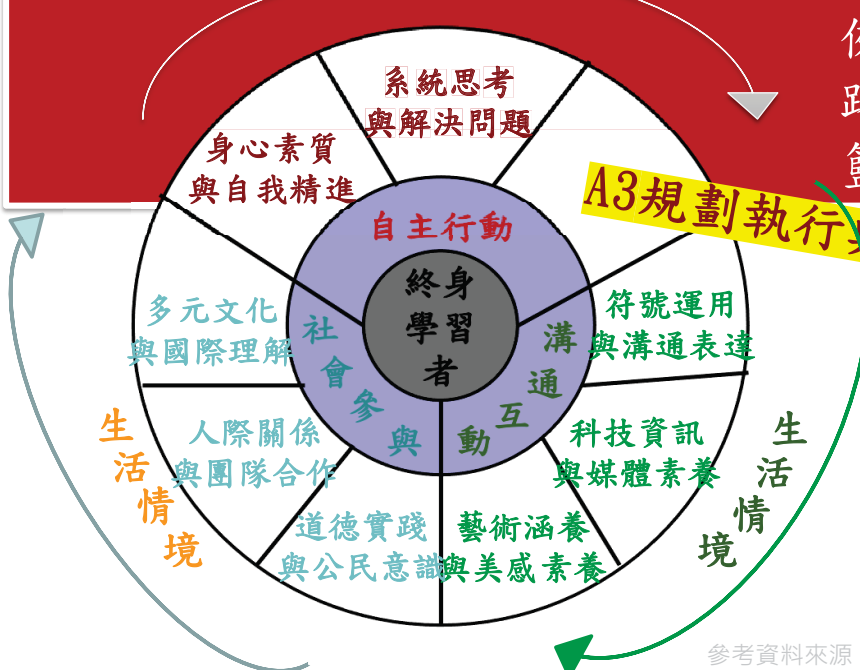 系統思考
與解決問題
身心素質
與自我精進
A3規劃執行
自主行動
終身
學習
者
多元文化
與國際理解
符號運用
與溝通表達
社會參與
溝通互動
人際關係
與團隊合作
科技資訊
與媒體素養
道德實踐
與公民意識
藝術涵養
與美感素養
生活情境
生活情境
參考資料來源